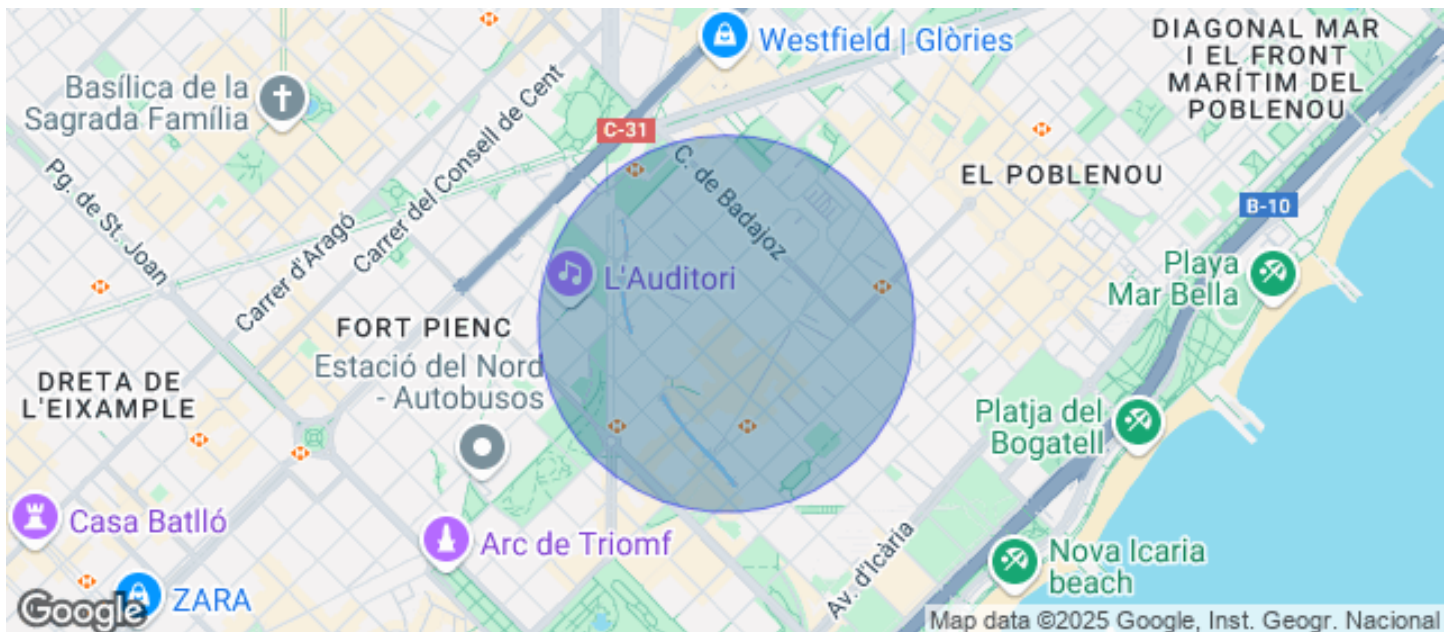 Westfield | Glòries
DIAGONAL MAR
I EL FRONT
MARÍTIM DEL
POBLENOU
Basílica de la
Sagrada Família
Carrer del Consell de Cent
C-31
C. de Badajoz
EL POBLENOU
B-10
Pg. de St. Joan
Carrer d'Aragó
L'Auditori
Playa
Mar Bella
FORT PIENC
Estació del Nord
- Autobusos
DRETA DE
L'EIXAMPLE
Platja del
Bogatell
Casa Batlló
Arc de Triomf
Av. d'Icària
Nova Icaria
beach
ZARA
Google
Map data ©2025 Google, Inst. Geogr. Nacional